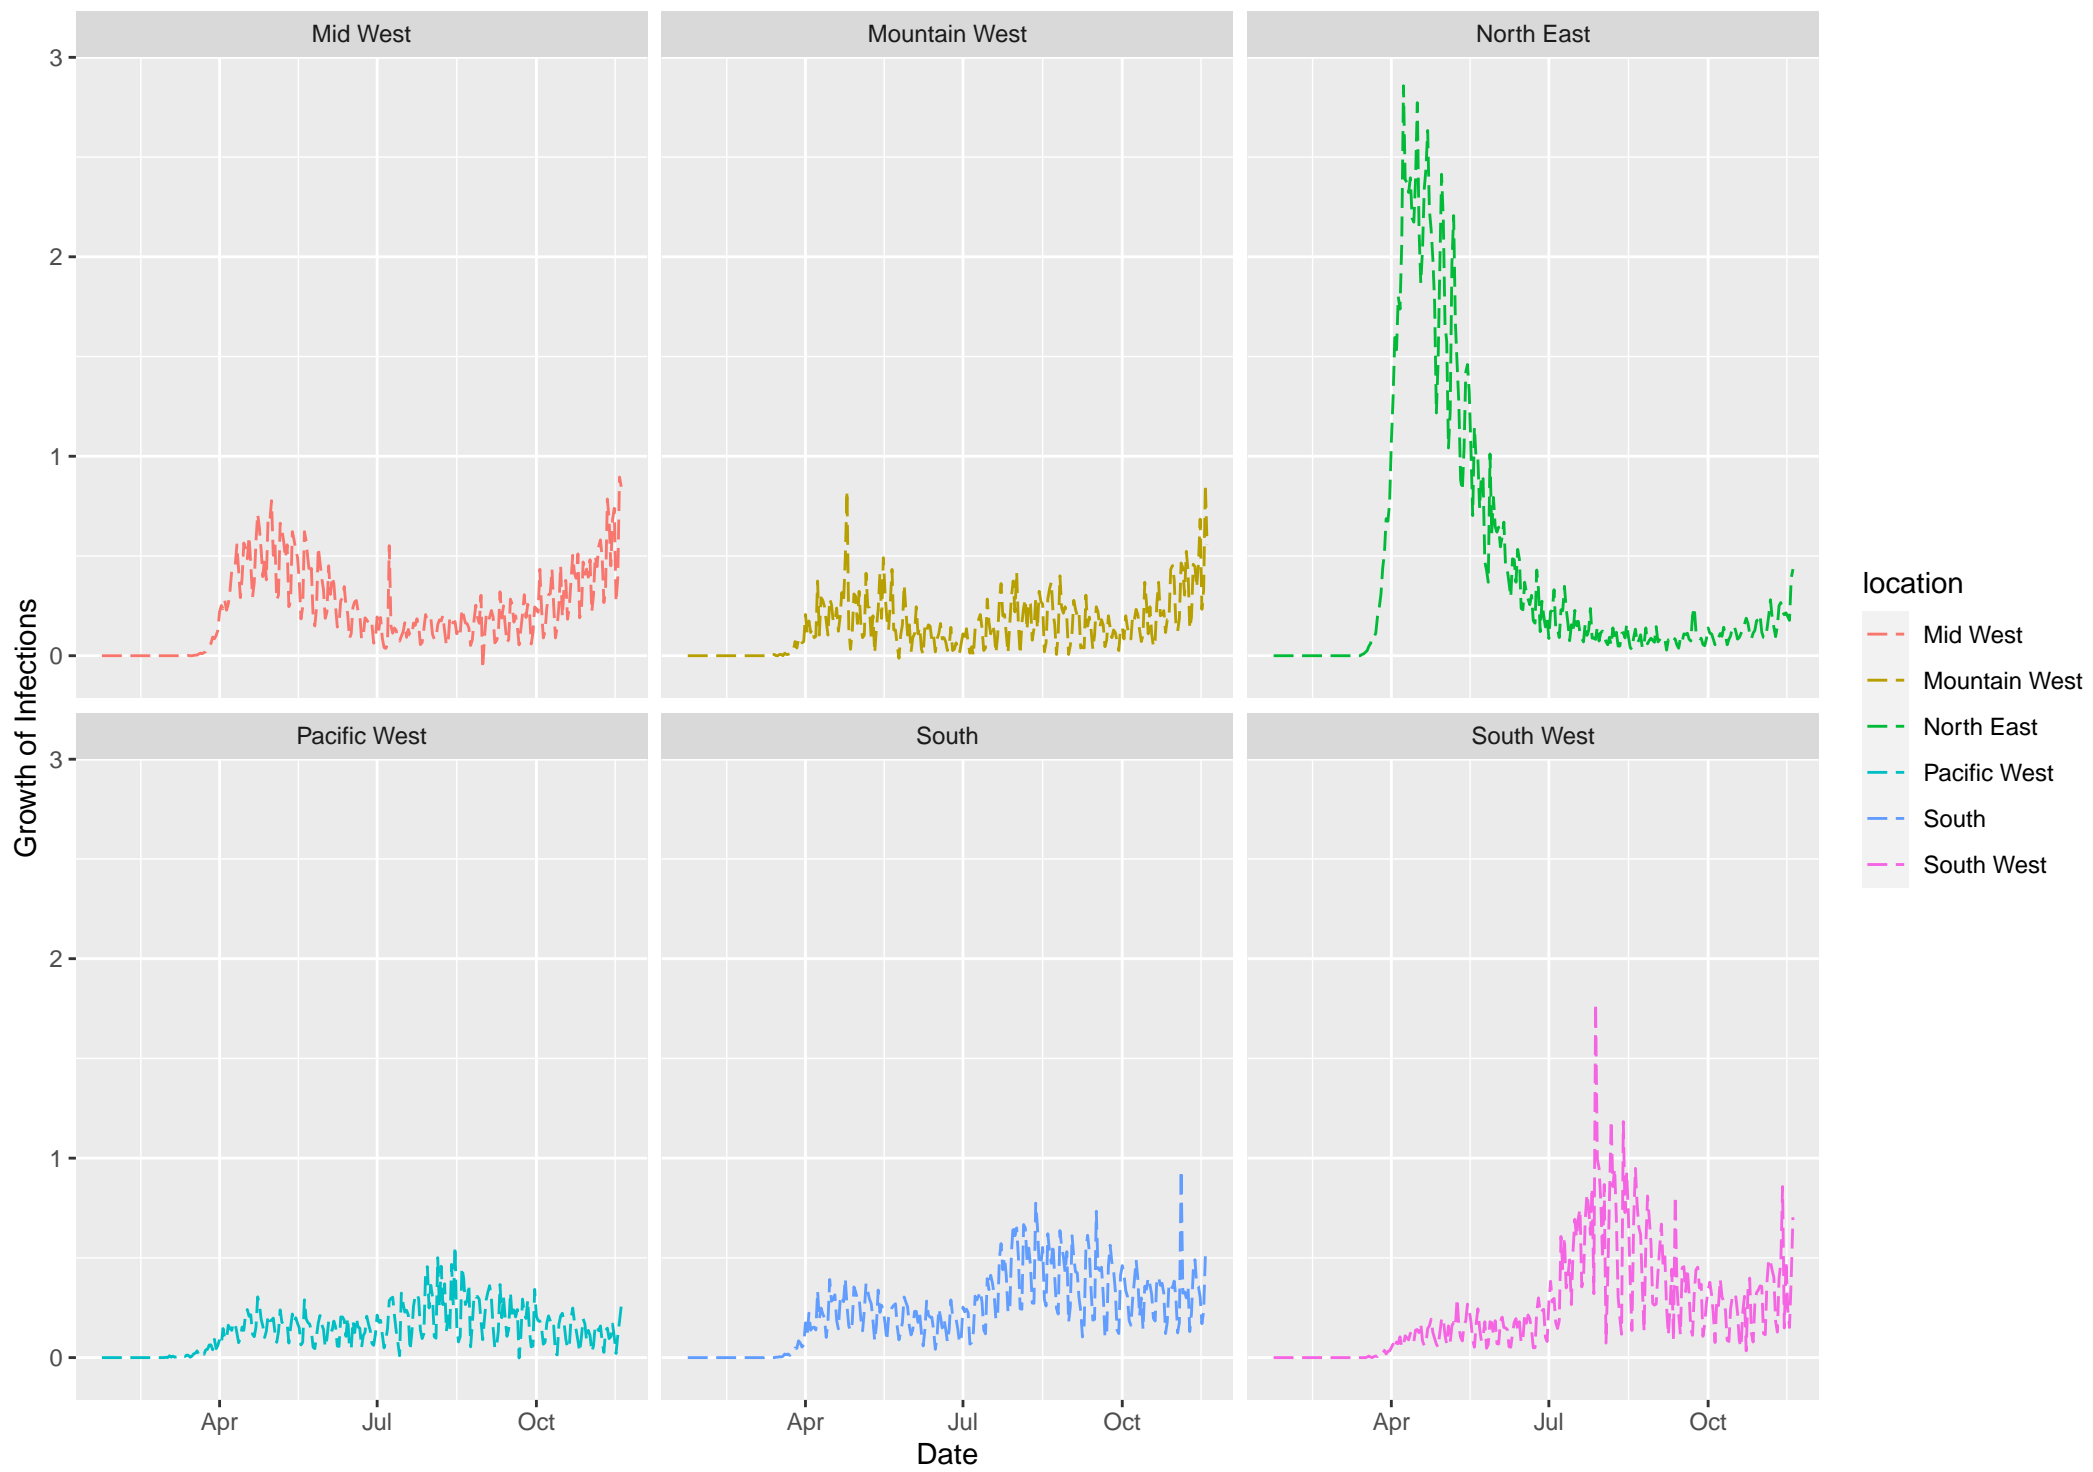 Mid West
Mountain West
North East
3
2
1
0
Pacific West
South
South West
3
2
1
0
Apr
Jul
Oct
Apr
Jul
Oct
Apr
Jul
Oct
Date
Growth of Infections
location
Mid West
Mountain West
North East
Pacific West
South
South West